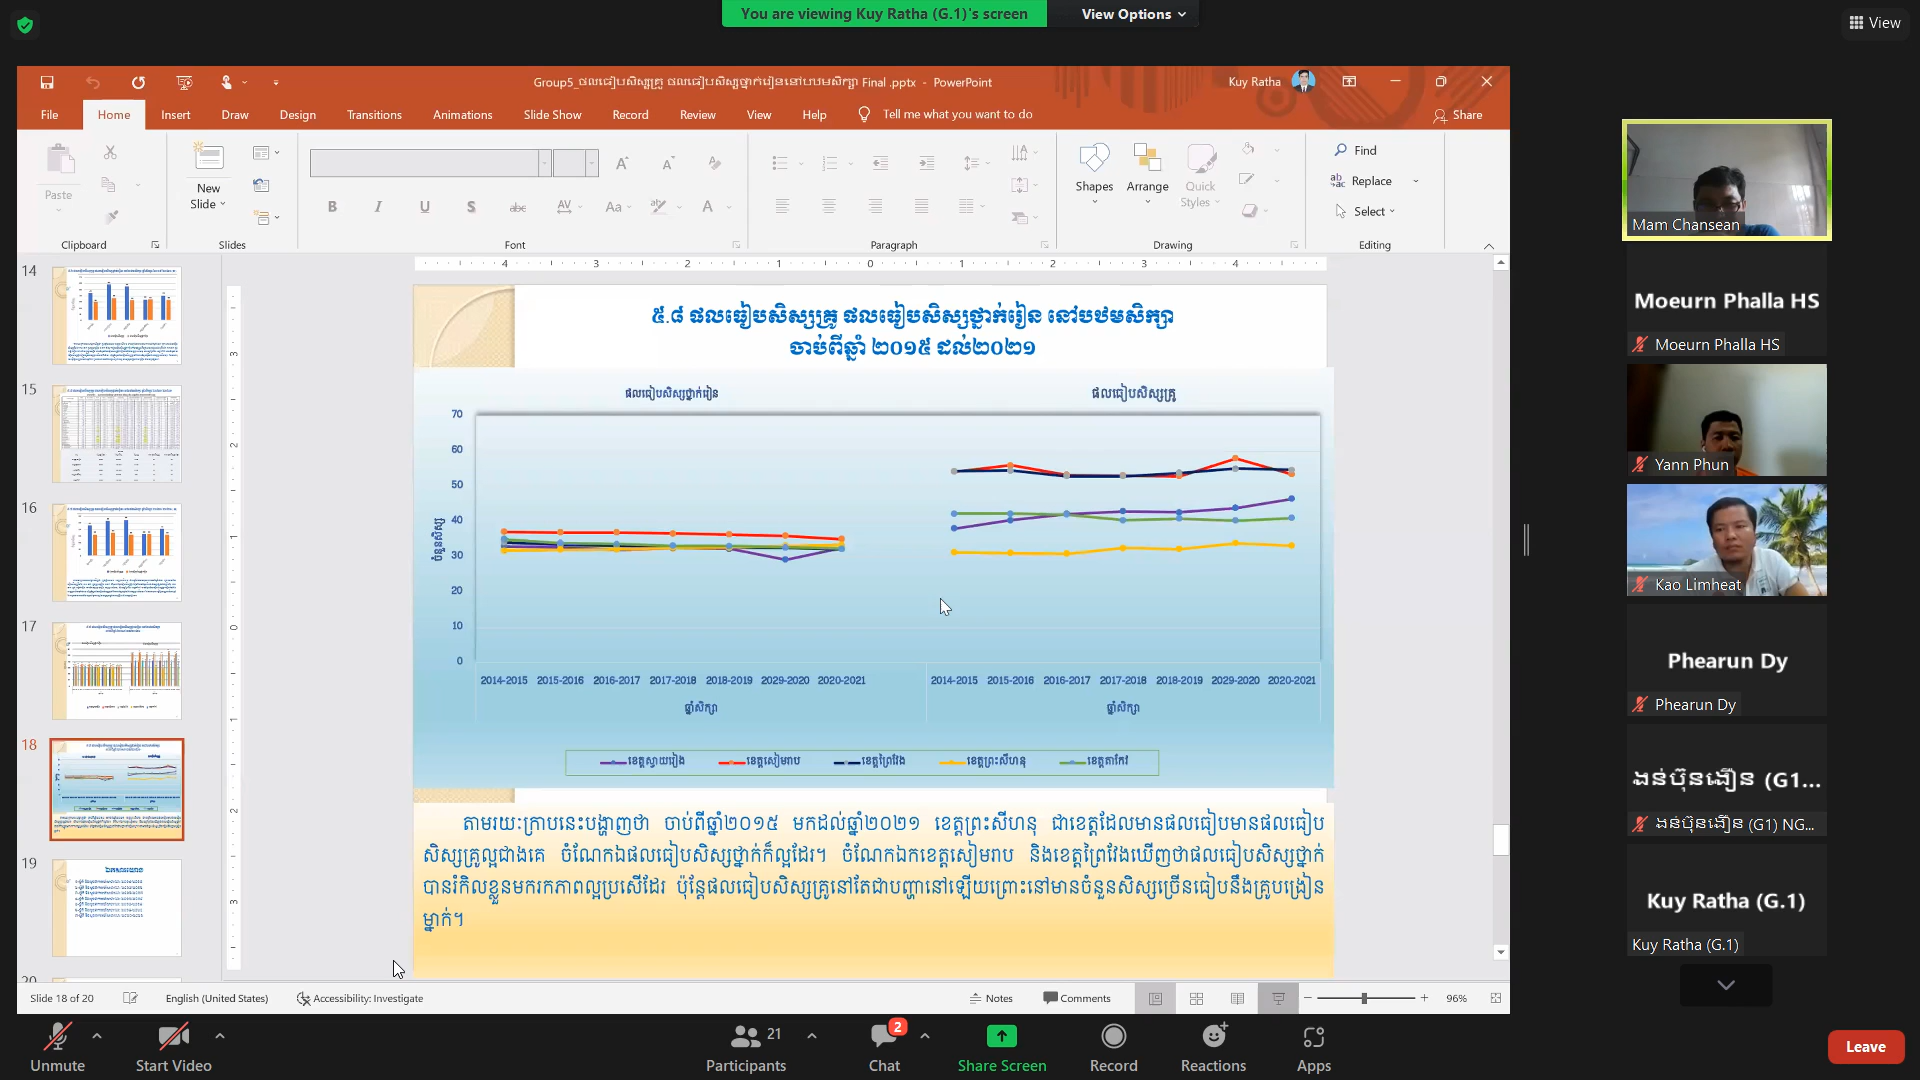 You are viewing Kuy Ratha (G.1)'s screen
View Options
View
Group5_ផលធៀបសិស្សគ្រូ ផលធៀបសិស្សថ្នាក់រៀននៅបឋមសិក្សា Final .pptx - PowerPoint
Kuy Ratha
File Home Insert Draw Design Transitions Animations Slide Show Record Review View Help Tell me what you want to do
Share
Paste
New Slide
Shapes
Arrange
Quick Styles
Find
Replace
Select
Clipboard
Slides
Font
Paragraph
Drawing
Editing
14
15
16
17
18
19
20
៥.៨ ផលធៀបសិស្សគ្រូ ផលធៀបសិស្សថ្នាក់រៀន នៅបឋមសិក្សា
ចាប់ពីឆ្នាំ ២០១៥ ដល់២០២១
ផលធៀបសិស្សថ្នាក់រៀន
ផលធៀបសិស្សគ្រូ
ចំនួនសិស្ស
70
60
50
40
30
20
10
0
2014-2015 2015-2016 2016-2017 2017-2018 2018-2019 2029-2020 2020-2021
2014-2015 2015-2016 2016-2017 2017-2018 2018-2019 2029-2020 2020-2021
ឆ្នាំសិក្សា
ឆ្នាំសិក្សា
ខេត្តស្វាយរៀង ខេត្តសៀមរាប ខេត្តព្រៃវែង ខេត្តព្រះសីហនុ ខេត្តតាកែវ
តាមរយៈក្រាបនេះបង្ហាញថា ចាប់ពីឆ្នាំ២០១៥ មកដល់ឆ្នាំ២០២១ ខេត្តព្រះសីហនុ ជាខេត្តដែលមានផលធៀបមានផលធៀប
សិស្សគ្រូល្អជាងគេ ចំណែកឯផលធៀបសិស្សថ្នាក់ក៏ល្អដែរ។ ចំណែកឯកខេត្តសៀមរាប និងខេត្តព្រៃវែងឃើញថាផលធៀបសិស្សថ្នាក់
បានរំកិលខ្លួនមករកភាពល្អប្រសើដែរ ប៉ុន្តែផលធៀបសិស្សគ្រូនៅតែជាបញ្ហានៅឡើយព្រោះនៅមានចំនួនសិស្សច្រើនធៀបនឹងគ្រូបង្រៀន
ម្នាក់។
Slide 18 of 20
English (United States)
Accessibility: Investigate
Notes
Comments
96%
Mam Chansean
Moeurn Phalla HS
Moeurn Phalla HS
Yann Phun
Kao Limheat
Phearun Dy
Phearun Dy
ងន់ប៊ុនងឿន (G1...
ងន់ប៊ុនងឿន (G1) NG...
Kuy Ratha (G.1)
Kuy Ratha (G.1)
Unmute
Start Video
21
Participants
2
Chat
Share Screen
Record
Reactions
Apps
Leave